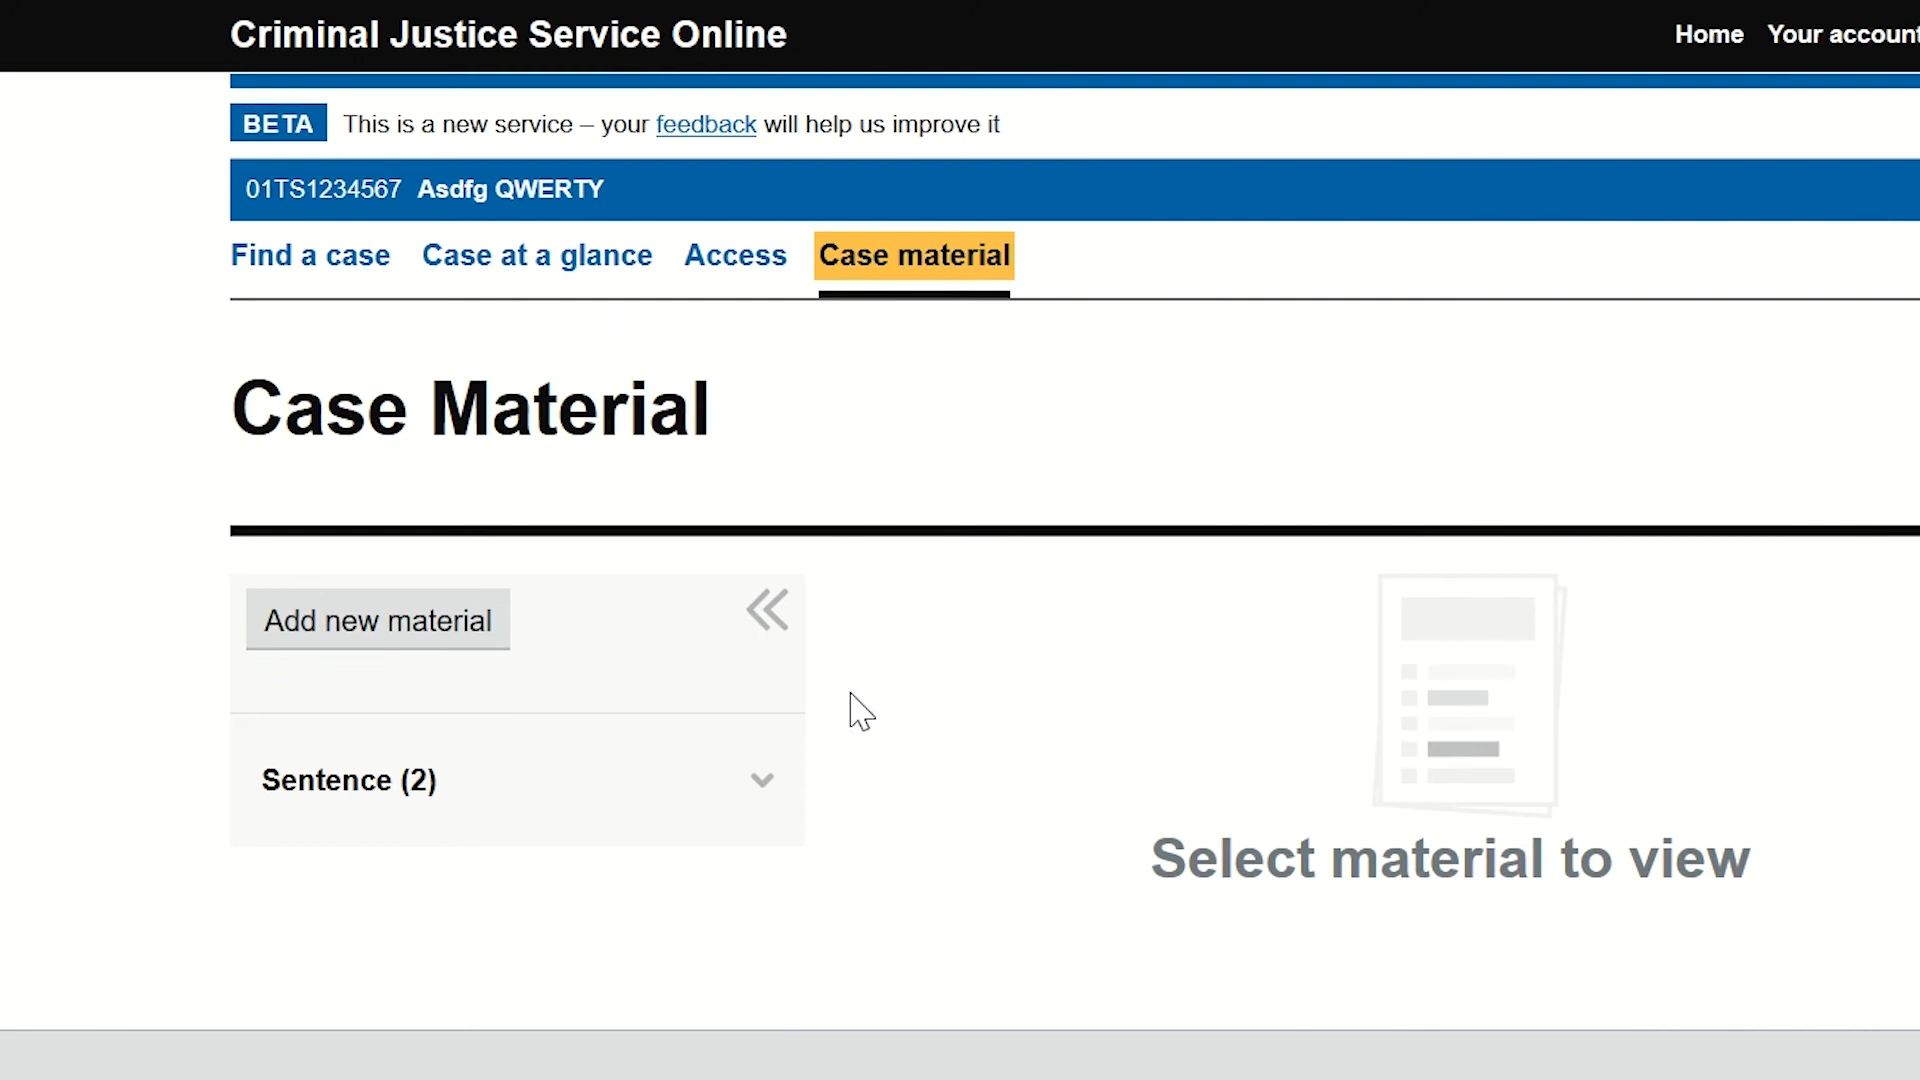 Criminal Justice Service Online
Home Your account
BETA This is a new service – your feedback will help us improve it
01TS1234567 Asdfg QWERTY
Find a case Case at a glance Access Case material
Case Material
Add new material
Sentence (2)
Select material to view